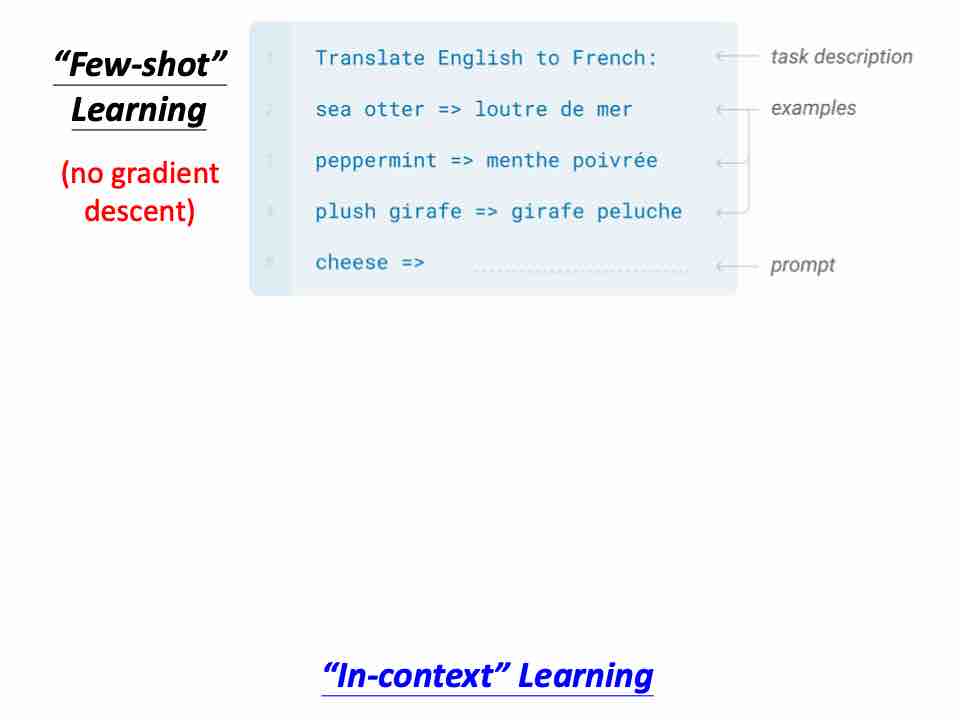 “Few-shot”
Learning
(no gradient
descent)
1 Translate English to French: task description
2 sea otter => loutre de mer examples
3 peppermint => menthe poivrée
4 plush girafe => girafe peluche
5 cheese => prompt
“In-context” Learning